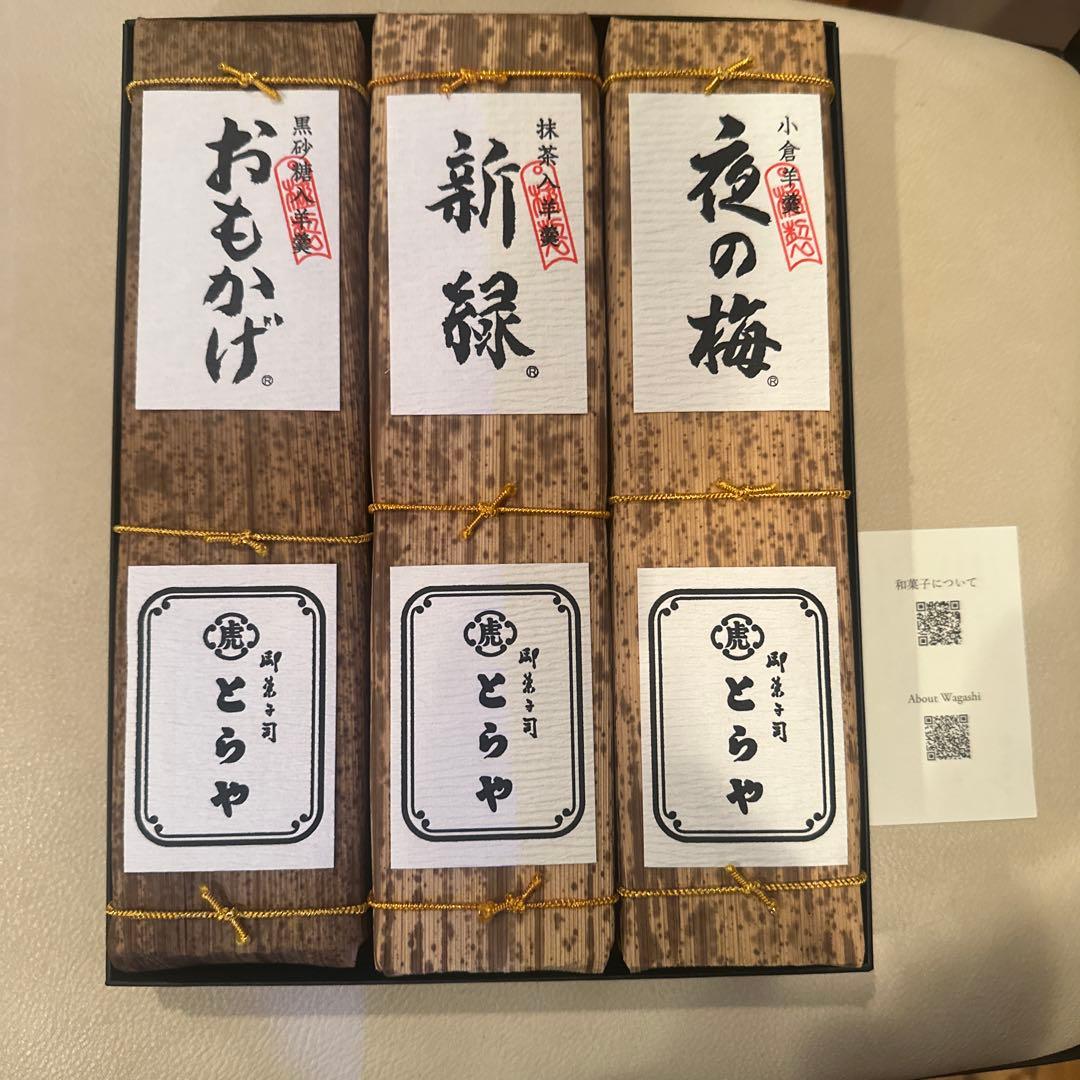 小倉羊羹
夜の梅®
抹茶入羊羹
新緑®
黒砂糖入羊羹
おもかげ®
虎
御菓子司
とらや
虎
御菓子司
とらや
虎
御菓子司
とらや
和菓子について
About Wagashi